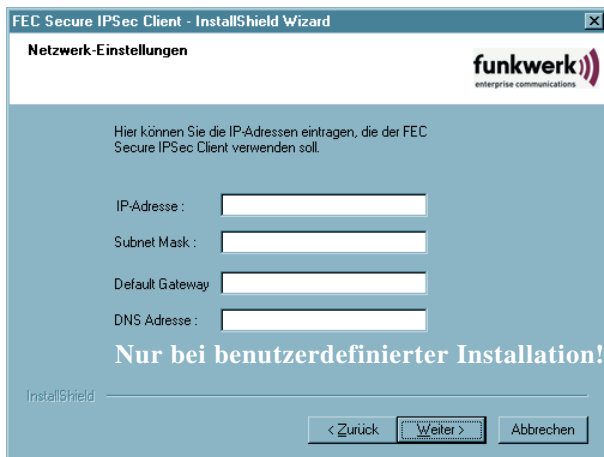 FEC Secure IPSec Client - InstallShield Wizard
Netzwerk-Einstellungen
funkwerk
enterprise communications
Hier können Sie die IP-Adressen eintragen, die der FEC
Secure IPSec Client verwenden soll.
IP-Adresse :
Subnet Mask :
Default Gateway
DNS Adresse :
Nur bei benutzerdefinierter Installation!
InstallShield
< Zurück Weiter > Abbrechen